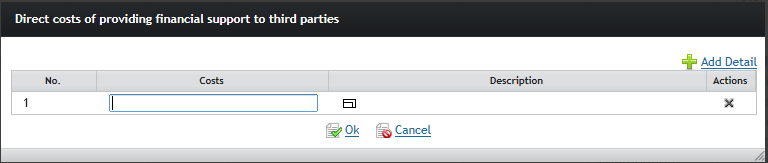 Direct costs of providing financial support to third parties
Add Detail
No. Costs Description Actions
1
Ok Cancel